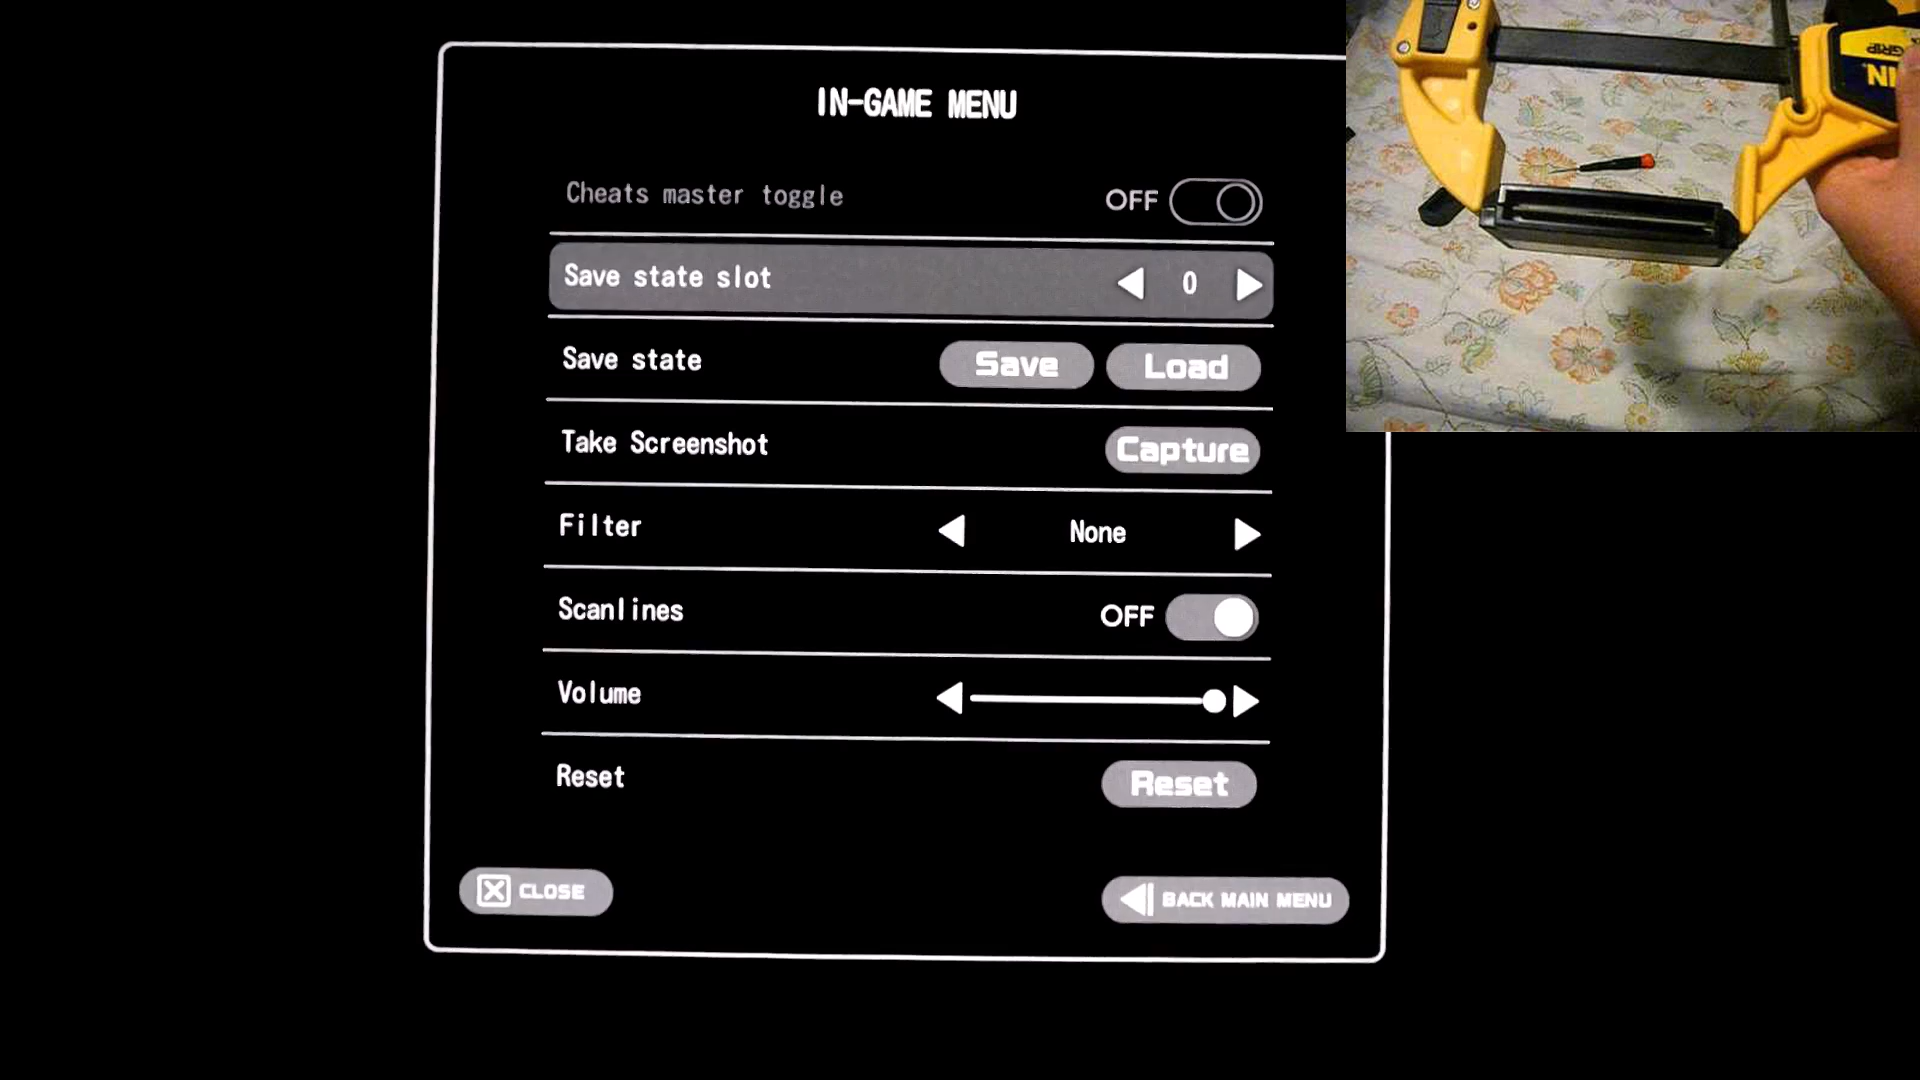 IN-GAME MENU
Cheats master toggle OFF
Save state slot 0
Save state Save Load
Take Screenshot Capture
Filter None
Scanlines OFF
Volume
Reset Reset
CLOSE BACK MAIN MENU
GRIP